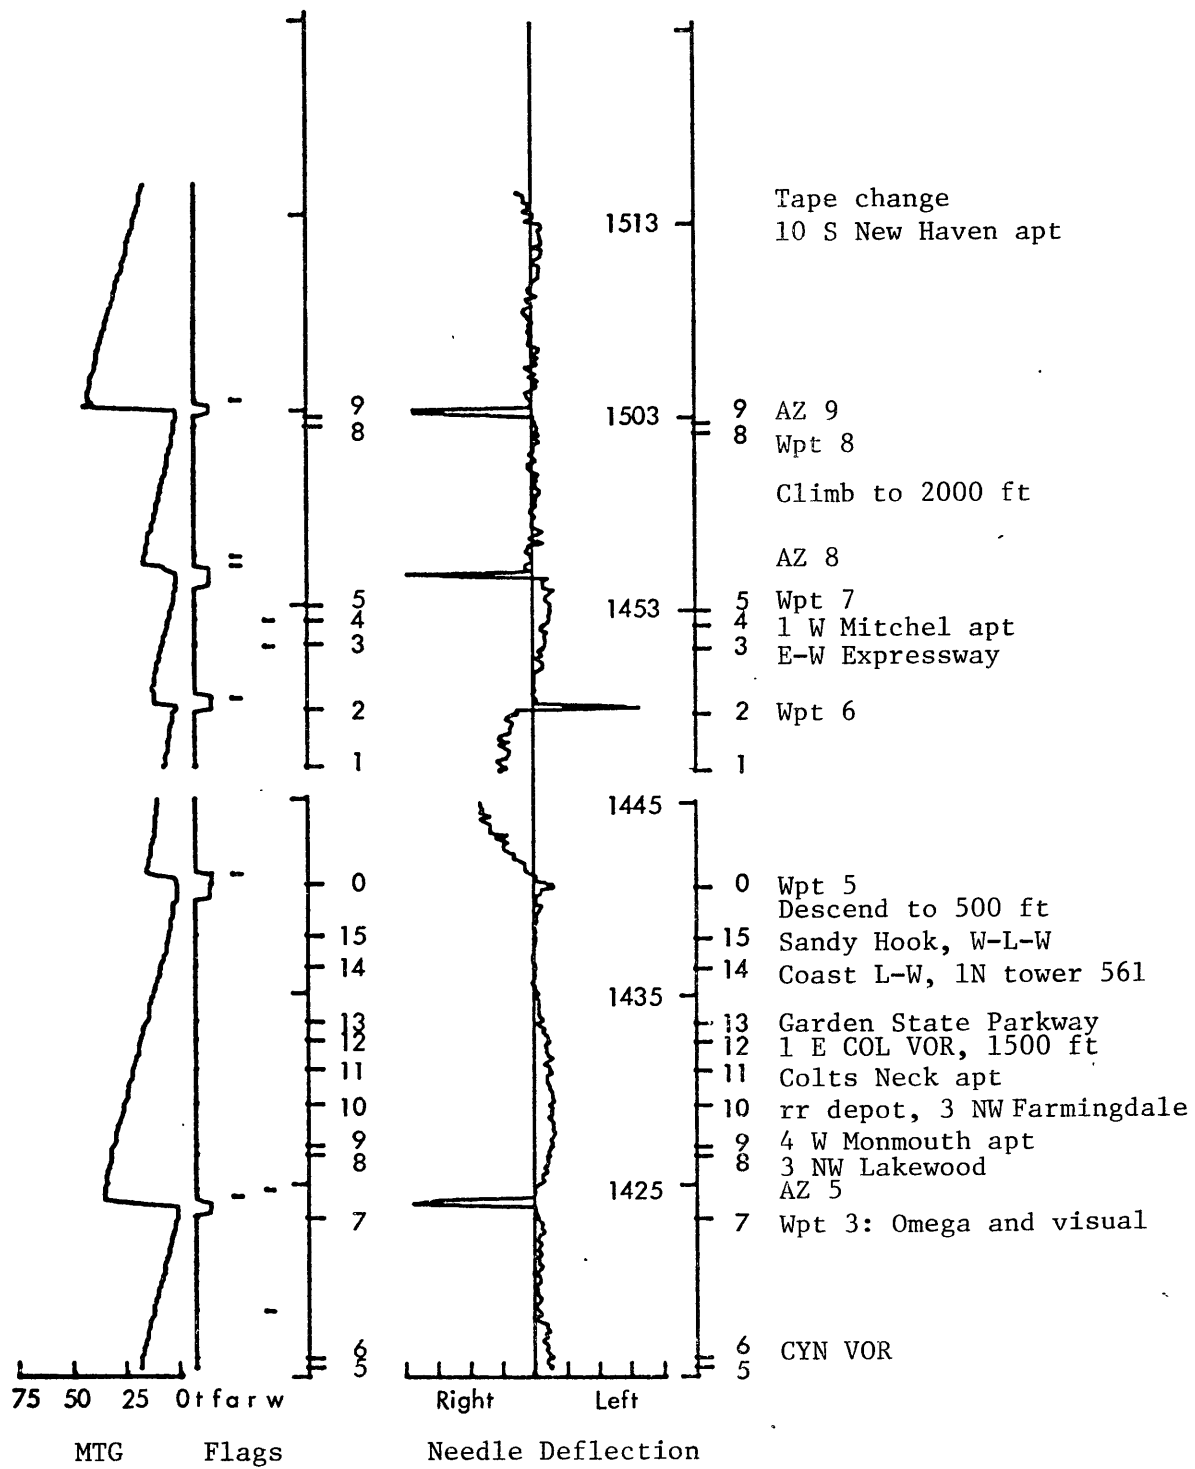 Tape change
1513 10 S New Haven apt
9 1503 9 AZ 9
8 8 Wpt 8
Climb to 2000 ft
AZ 8
5 1453 5 Wpt 7
4 4 1 W Mitchel apt
3 3 E-W Expressway
2 2 Wpt 6
1 1
1445
0 0 Wpt 5
Descend to 500 ft
15 15 Sandy Hook, W-L-W
14 14 Coast L-W, 1N tower 561
1435
13 13 Garden State Parkway
12 12 1 E COL VOR, 1500 ft
11 11 Colts Neck apt
10 10 rr depot, 3 NW Farmingdale
9 9 4 W Monmouth apt
8 8 3 NW Lakewood
1425 AZ 5
7 7 Wpt 3: Omega and visual
6 6 CYN VOR
5 5
75 50 25 0 t f a r w Right Left
MTG Flags Needle Deflection